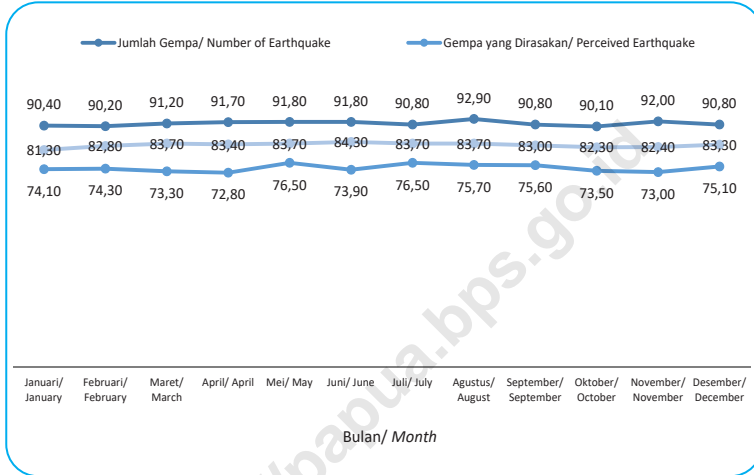 Jumlah Gempa/ Number of Earthquake
Gempa yang Dirasakan/ Perceived Earthquake
90,40 90,20 91,20 91,70 91,80 91,80 90,80 92,90 90,80 90,10 92,00 90,80
81,30 82,80 83,70 83,40 83,70 84,30 83,70 83,70 83,00 82,30 82,40 83,30
74,10 74,30 73,30 72,80 76,50 73,90 76,50 75,70 75,60 73,50 73,00 75,10
Januari/ Februari/ Maret/ April/ April Mei/ May Juni/ June Juli/ July Agustus/ September/ Oktober/ November/ Desember/
January February March August September October November December
Bulan/ Month
/papua.bps.go.id